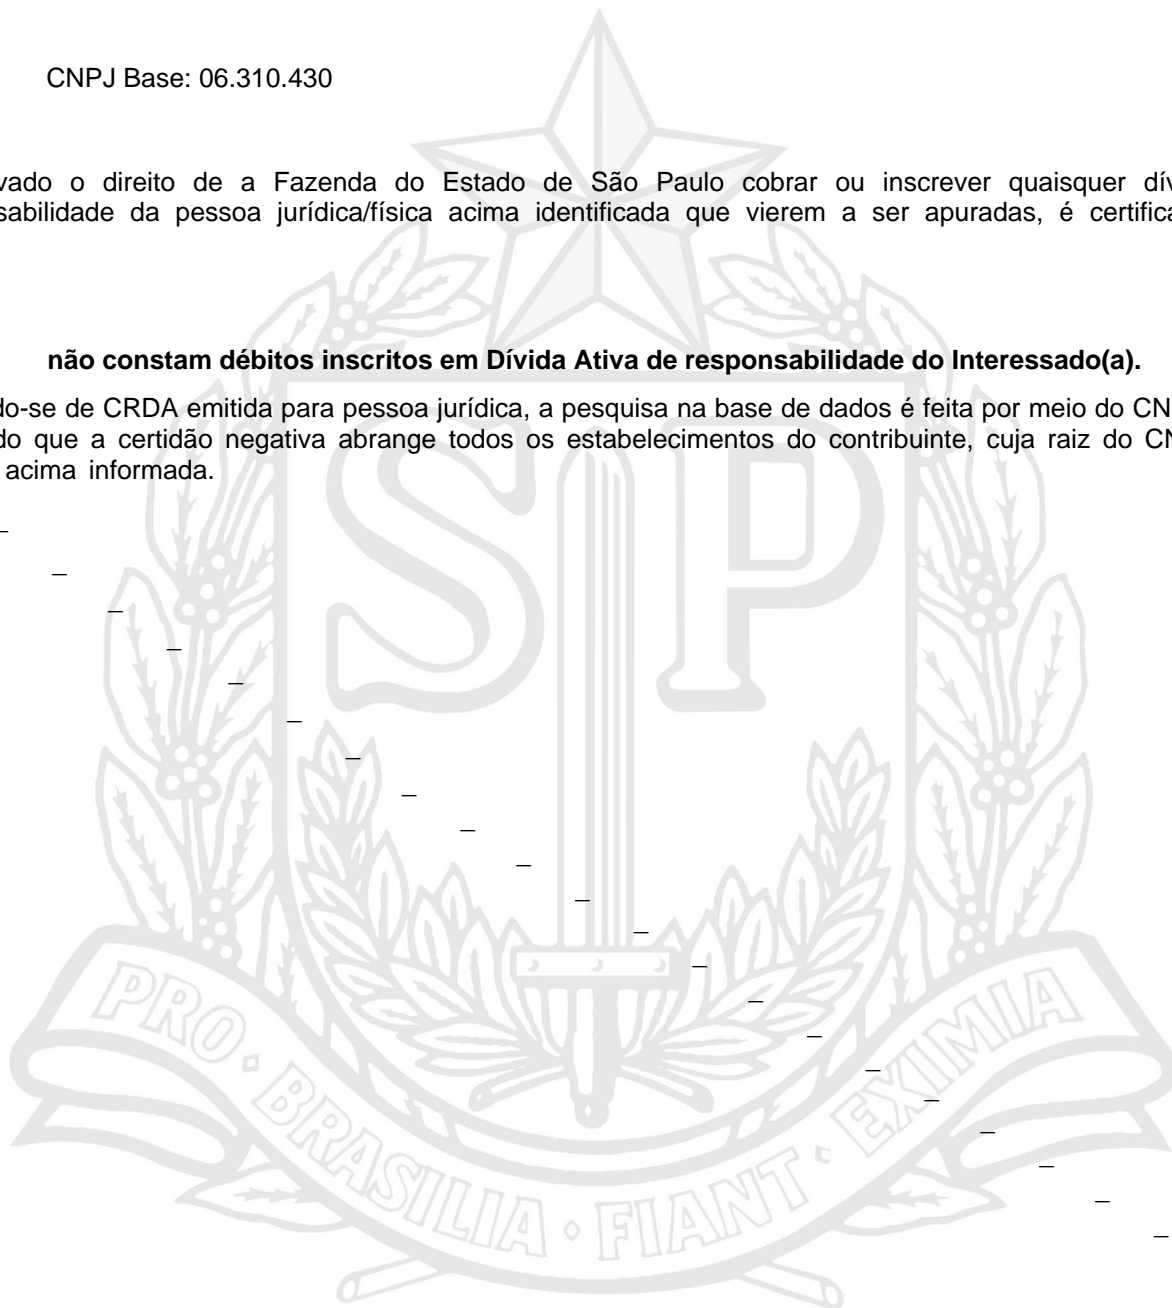 CNPJ Base: 06.310.430
vado o direito de a Fazenda do Estado de São Paulo cobrar ou inscrever quaisquer dív
sabilidade da pessoa jurídica/física acima identificada que vierem a ser apuradas, é certifica
não constam débitos inscritos em Dívida Ativa de responsabilidade do Interessado(a).
do-se de CRDA emitida para pessoa jurídica, a pesquisa na base de dados é feita por meio do CN
do que a certidão negativa abrange todos os estabelecimentos do contribuinte, cuja raiz do CN
acima informada.
SP
PRO • BRASILIA • FIANT • EXIMIA